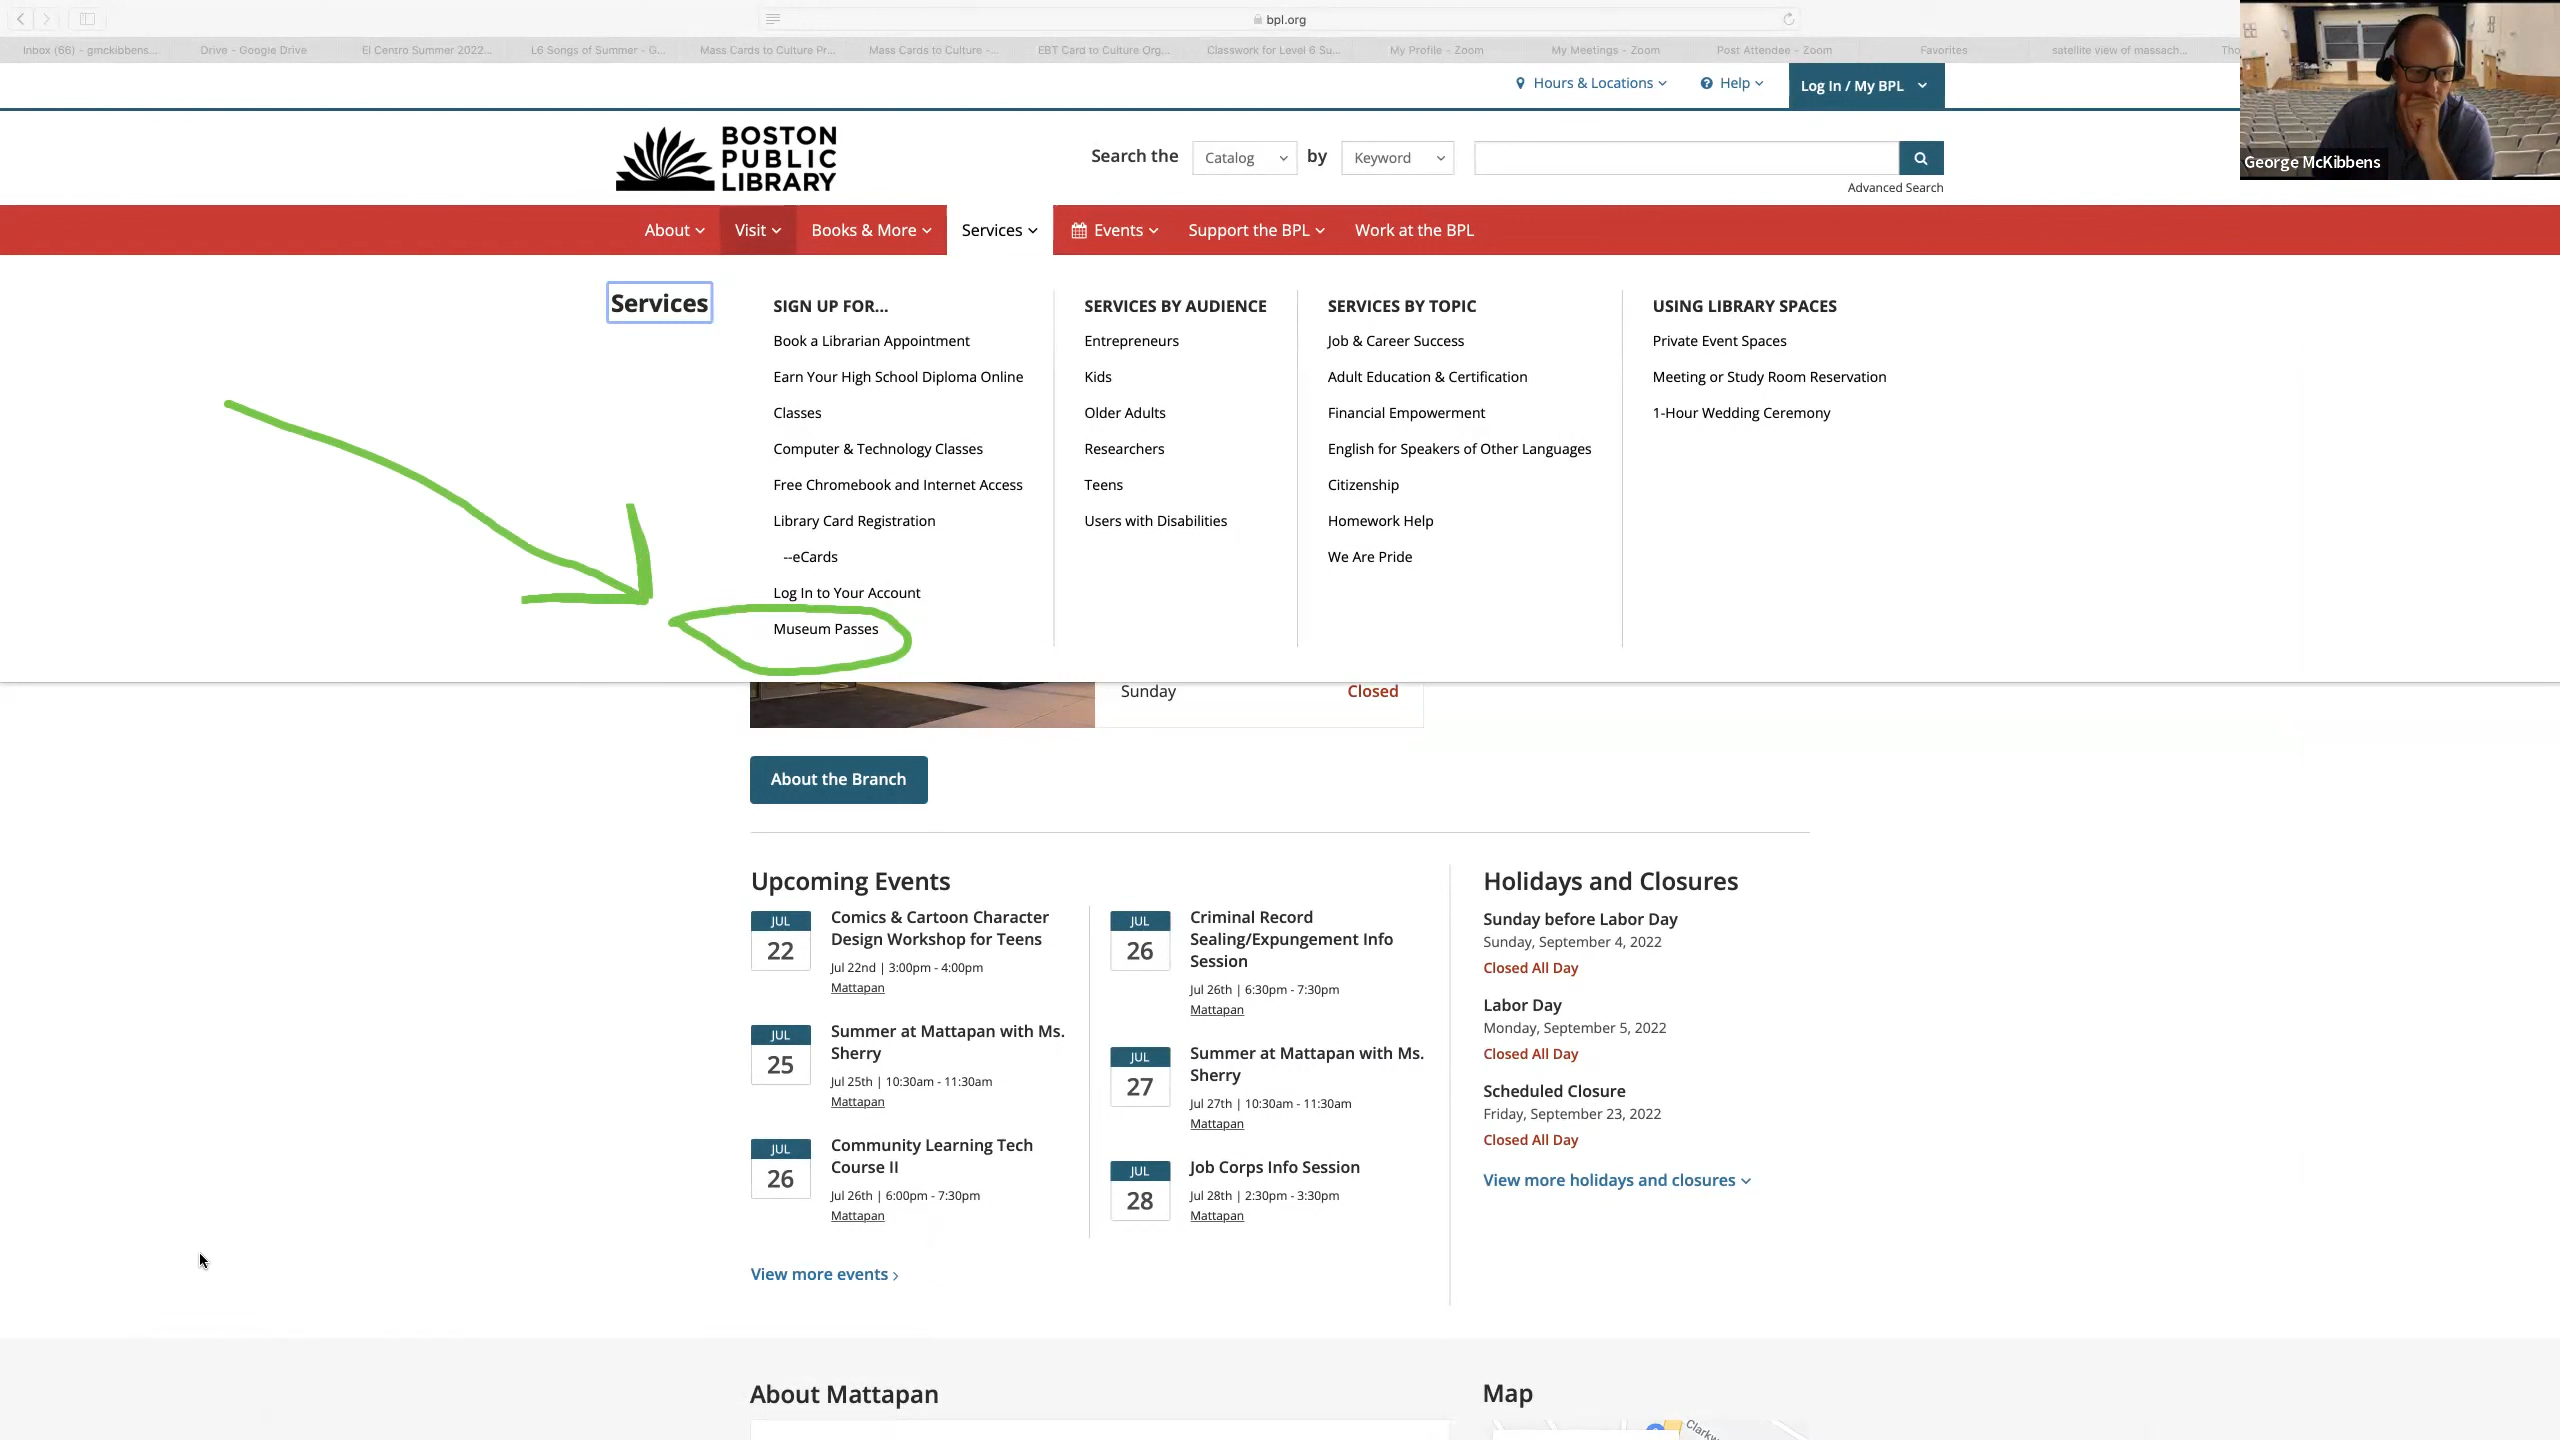 bpl.org
Inbox (66) - gmckibbens...
Drive - Google Drive
El Centro Summer 2022...
L6 Songs of Summer - G...
Mass Cards to Culture Pr...
Mass Cards to Culture -...
EBT Card to Culture Org...
Classwork for Level 6 Su...
My Profile - Zoom
My Meetings - Zoom
Post Attendee - Zoom
Favorites
satellite view of massach...
Hours & Locations
Help
Log In / My BPL
George McKibbens
BOSTON
PUBLIC
LIBRARY
Search the
Catalog
by
Keyword
Advanced Search
About
Visit
Books & More
Services
Events
Support the BPL
Work at the BPL
Services
SIGN UP FOR...
Book a Librarian Appointment
Earn Your High School Diploma Online
Classes
Computer & Technology Classes
Free Chromebook and Internet Access
Library Card Registration
--eCards
Log In to Your Account
Museum Passes
SERVICES BY AUDIENCE
Entrepreneurs
Kids
Older Adults
Researchers
Teens
Users with Disabilities
SERVICES BY TOPIC
Job & Career Success
Adult Education & Certification
Financial Empowerment
English for Speakers of Other Languages
Citizenship
Homework Help
We Are Pride
USING LIBRARY SPACES
Private Event Spaces
Meeting or Study Room Reservation
1-Hour Wedding Ceremony
Sunday
Closed
About the Branch
Upcoming Events
JUL
22
Comics & Cartoon Character
Design Workshop for Teens
Jul 22nd | 3:00pm - 4:00pm
Mattapan
JUL
25
Summer at Mattapan with Ms.
Sherry
Jul 25th | 10:30am - 11:30am
Mattapan
JUL
26
Community Learning Tech
Course II
Jul 26th | 6:00pm - 7:30pm
Mattapan
JUL
26
Criminal Record
Sealing/Expungement Info
Session
Jul 26th | 6:30pm - 7:30pm
Mattapan
JUL
27
Summer at Mattapan with Ms.
Sherry
Jul 27th | 10:30am - 11:30am
Mattapan
JUL
28
Job Corps Info Session
Jul 28th | 2:30pm - 3:30pm
Mattapan
View more events
Holidays and Closures
Sunday before Labor Day
Sunday, September 4, 2022
Closed All Day
Labor Day
Monday, September 5, 2022
Closed All Day
Scheduled Closure
Friday, September 23, 2022
Closed All Day
View more holidays and closures
About Mattapan
Map